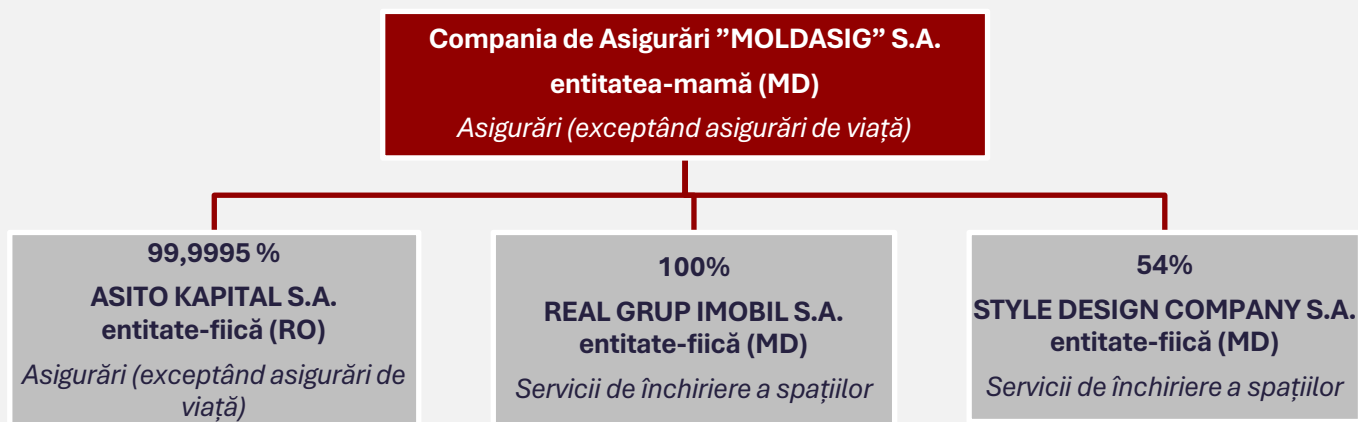 Compania de Asigurări ”MOLDASIG” S.A.
entitatea-mamă (MD)
Asigurări (exceptând asigurări de viață)
99,9995 %
ASITO KAPITAL S.A.
entitate-fiică (RO)
Asigurări (exceptând asigurări de
viață)
100%
REAL GRUP IMOBIL S.A.
entitate-fiică (MD)
Servicii de închiriere a spațiilor
54%
STYLE DESIGN COMPANY S.A.
entitate-fiică (MD)
Servicii de închiriere a spațiilor